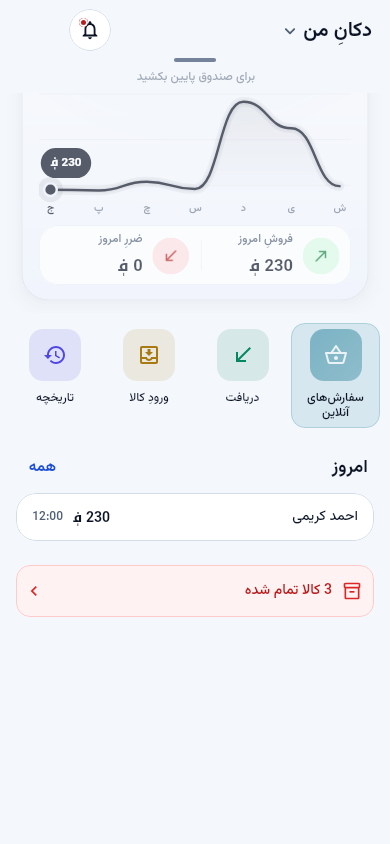 دکانِ من
برای صندوق پایین بکشید
230 ؋
ش ی د س چ پ ج
فروش امروز
230 ؋
ضرر امروز
0 ؋
سفارش‌های آنلاین
دریافت
ورود کالا
تاریخچه
امروز
همه
احمد کریمی
230 ؋ 12:00
3 کالا تمام شده